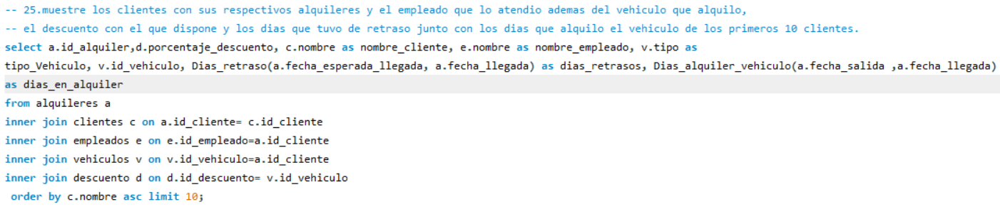 -- 25.muestre los clientes con sus respectivos alquileres y el empleado que lo atendio ademas del vehiculo que alquilo,
-- el descuento con el que dispone y los dias que tuvo de retraso junto con los dias que alquilo el vehiculo de los primeros 10 clientes.
select a.id_alquiler,d.porcentaje_descuento, c.nombre as nombre_cliente, e.nombre as nombre_empleado, v.tipo as
tipo_Vehiculo, v.id_vehiculo, Dias_retraso(a.fecha_esperada_llegada, a.fecha_llegada) as dias_retrasos, Dias_alquiler_vehiculo(a.fecha_salida ,a.fecha_llegada)
as dias_en_alquiler
from alquileres a
inner join clientes c on a.id_cliente= c.id_cliente
inner join empleados e on e.id_empleado=a.id_cliente
inner join vehiculos v on v.id_vehiculo=a.id_cliente
inner join descuento d on d.id_descuento= v.id_vehiculo
order by c.nombre asc limit 10;